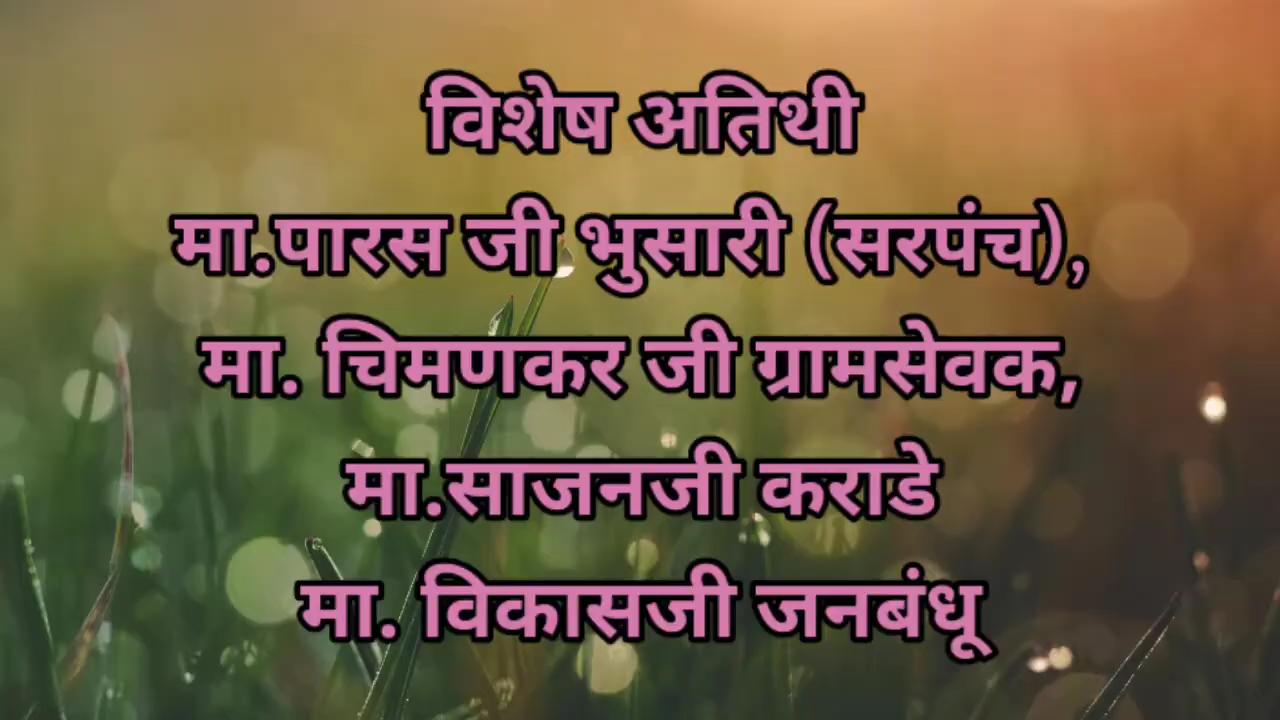 विशेष अतिथी
मा.पारस जी भुसारी (सरपंच),
मा. चिमणकर जी ग्रामसेवक,
मा.साजनजी कराडे
मा. विकासजी जनबंधू